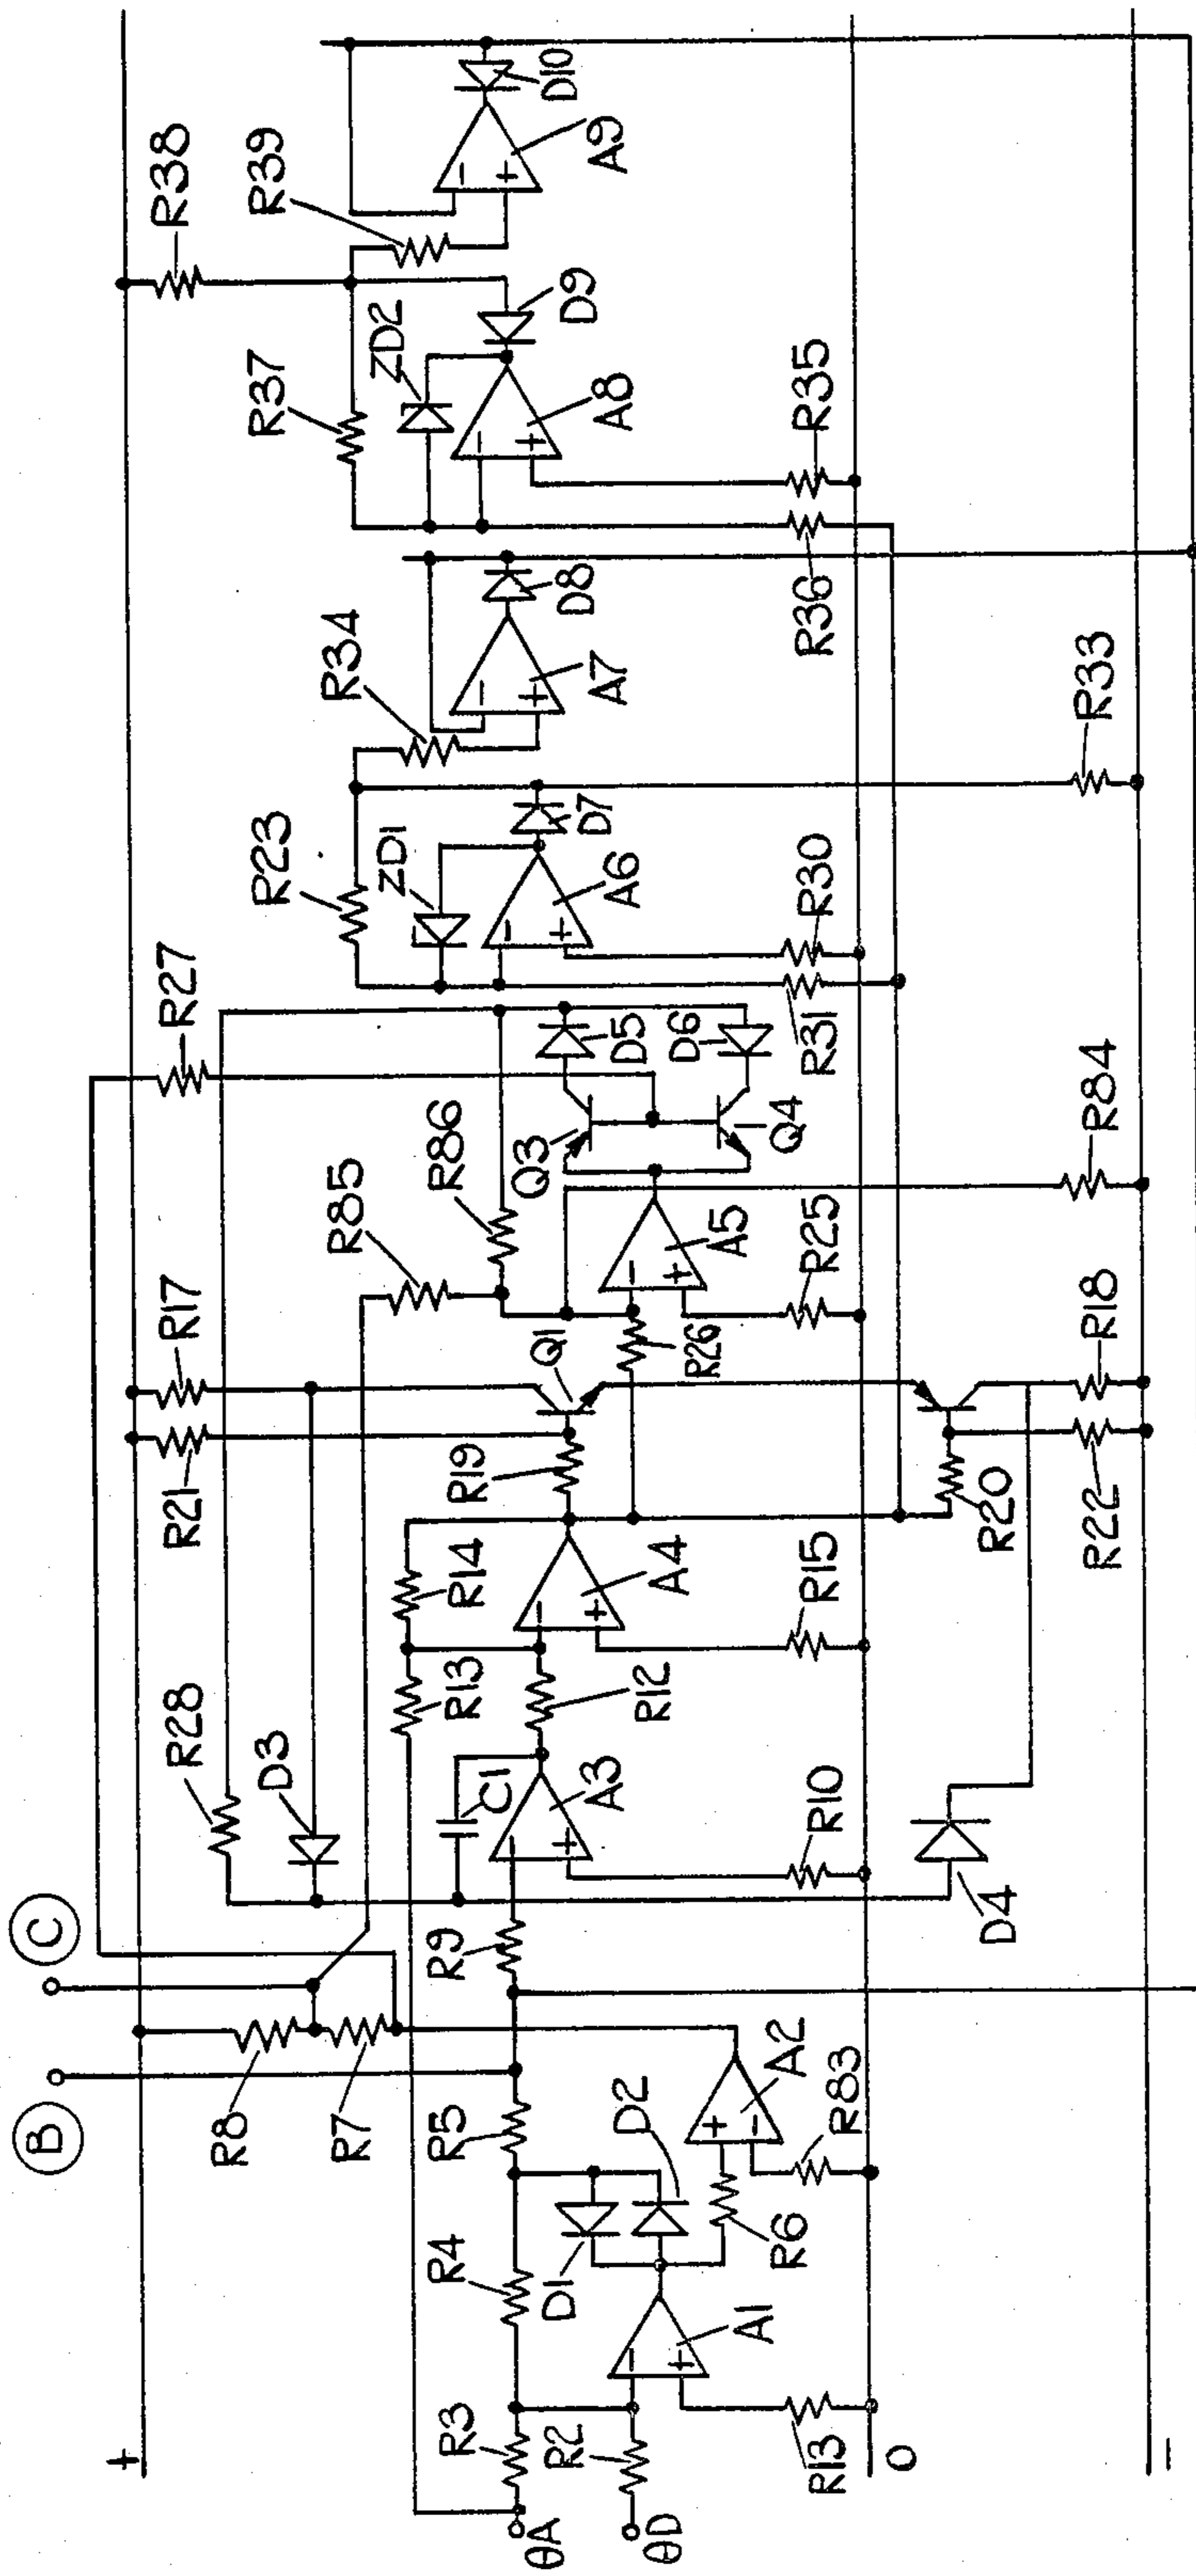 +
R38
R39
D10
A9
R37
ZD2
D9
A8
R35
R36
R34
D8
A7
R33
R23
ZD1
D7
A6
R30
R31
R27
D5
D6
Q3
Q4
R86
R85
A5
R25
R84
R26
R17
R21
Q1
R19
R18
R20
R22
R14
A4
R15
R13
R12
R28
D3
C1
A3
R10
D4
C
R9
B
R8
R7
R5
D2
A2
R83
R6
R4
D1
A1
R3
R2
R13
θA
θD
0
−
+
−
+
−
+
−
+
−
+
−
+
−
+
−
+
−
+
−